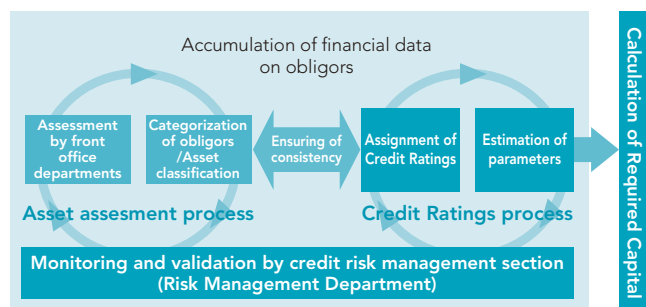 Accumulation of financial data
on obligors
Assessment
by front
office
departments
Categorization
of obligors
/Asset
classification
Ensuring of
consistency
Assignment of
Credit Ratings
Estimation of
parameters
Asset assesment process
Credit Ratings process
Monitoring and validation by credit risk management section
(Risk Management Department)
Calculation of Required Capital